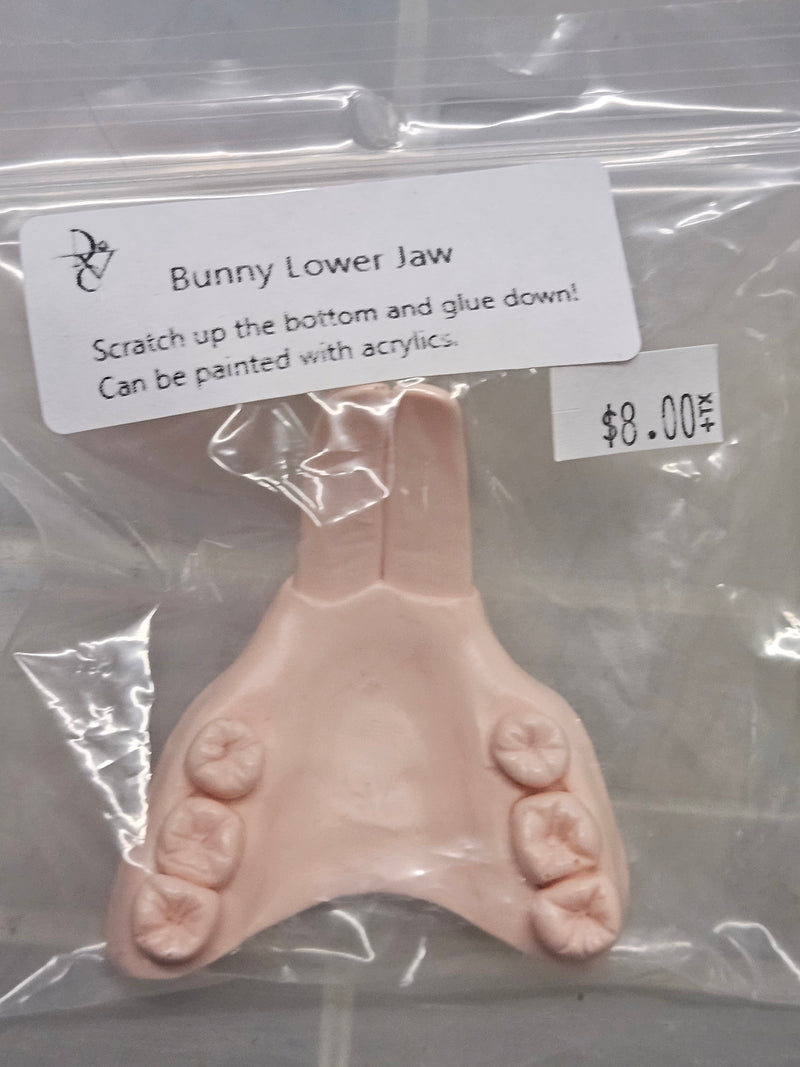 Bunny Lower Jaw
Scratch up the bottom and glue down!
Can be painted with acrylics.
$8.00+TX